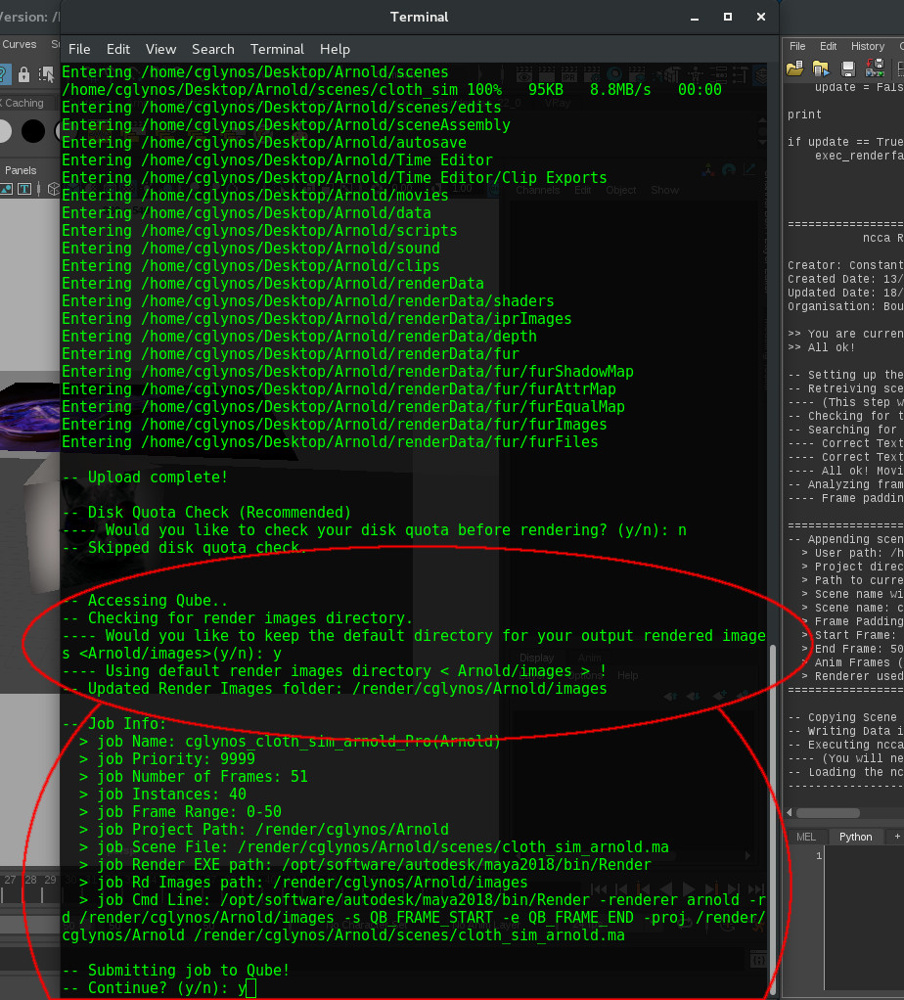 Version: /
Terminal
File Edit View Search Terminal Help
Entering /home/cglynos/Desktop/Arnold/scenes
/home/cglynos/Desktop/Arnold/scenes/cloth_sim 100% 95KB 8.8MB/s 00:00
Entering /home/cglynos/Desktop/Arnold/scenes/edits
Entering /home/cglynos/Desktop/Arnold/sceneAssembly
Entering /home/cglynos/Desktop/Arnold/autosave
Entering /home/cglynos/Desktop/Arnold/Time Editor
Entering /home/cglynos/Desktop/Arnold/Time Editor/Clip Exports
Entering /home/cglynos/Desktop/Arnold/movies
Entering /home/cglynos/Desktop/Arnold/data
Entering /home/cglynos/Desktop/Arnold/scripts
Entering /home/cglynos/Desktop/Arnold/sound
Entering /home/cglynos/Desktop/Arnold/clips
Entering /home/cglynos/Desktop/Arnold/renderData
Entering /home/cglynos/Desktop/Arnold/renderData/shaders
Entering /home/cglynos/Desktop/Arnold/renderData/iprImages
Entering /home/cglynos/Desktop/Arnold/renderData/depth
Entering /home/cglynos/Desktop/Arnold/renderData/fur
Entering /home/cglynos/Desktop/Arnold/renderData/fur/furShadowMap
Entering /home/cglynos/Desktop/Arnold/renderData/fur/furAttrMap
Entering /home/cglynos/Desktop/Arnold/renderData/fur/furEqualMap
Entering /home/cglynos/Desktop/Arnold/renderData/fur/furImages
Entering /home/cglynos/Desktop/Arnold/renderData/fur/furFiles
-- Upload complete!
-- Disk Quota Check (Recommended)
---- Would you like to check your disk quota before rendering? (y/n): n
-- Skipped disk quota check.
-- Accessing Qube..
-- Checking for render images directory.
---- Would you like to keep the default directory for your output rendered image
s <Arnold/images>(y/n): y
---- Using default render images directory < Arnold/images > !
-- Updated Render Images folder: /render/cglynos/Arnold/images
-- Job Info:
> job Name: cglynos_cloth_sim_arnold_Pro(Arnold)
> job Priority: 9999
> job Number of Frames: 51
> job Instances: 40
> job Frame Range: 0-50
> job Project Path: /render/cglynos/Arnold
> job Scene File: /render/cglynos/Arnold/scenes/cloth_sim_arnold.ma
> job Render EXE path: /opt/software/autodesk/maya2018/bin/Render
> job Rd Images path: /render/cglynos/Arnold/images
> job Cmd Line: /opt/software/autodesk/maya2018/bin/Render -renderer arnold -r
d /render/cglynos/Arnold/images -s QB_FRAME_START -e QB_FRAME_END -proj /render/
cglynos/Arnold /render/cglynos/Arnold/scenes/cloth_sim_arnold.ma
-- Submitting job to Qube!
-- Continue? (y/n): y
Curves
Caching
Panels
27 28 29
Channels Edit Object Show
Display Anim
Help
File Edit History
update = Fals
print
if update == True
exec_renderfa
ncca R
Creator: Constant
Created Date: 13/
Updated Date: 18/
Organisation: Bou
>> You are curren
>> All ok!
-- Setting up the
-- Retreiving sce
---- (This step w
-- Checking for t
-- Searching for
---- Correct Text
---- Correct Text
---- All ok! Movi
-- Analyzing fram
---- Frame paddin
-- Appending scen
> User path: /h
> Project direc
> Path to curre
> Scene name wi
> Scene name: c
> Frame Padding
> Start Frame:
> End Frame: 50
> Anim Frames (
> Renderer used
-- Copying Scene
-- Writing Data i
-- Executing ncca
---- (You will ne
-- Loading the nc
MEL Python +
1